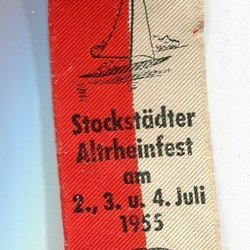 Stockstädter
Altrheinfest
am
2., 3. u. 4. Juli
1955